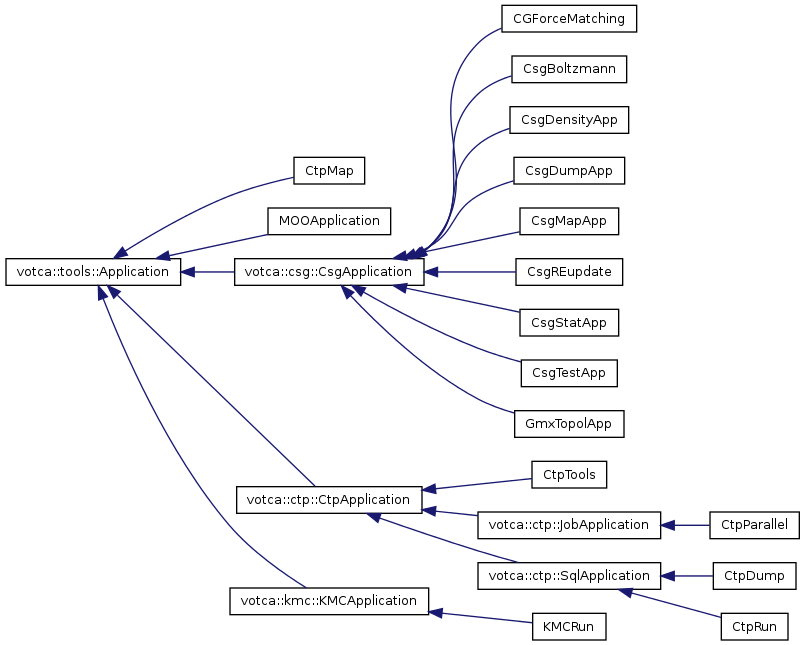 CGForceMatching
CsgBoltzmann
CsgDensityApp
CtpMap
CsgDumpApp
MOOApplication
CsgMapApp
votca::tools::Application
votca::csg::CsgApplication
CsgREupdate
CsgStatApp
CsgTestApp
GmxTopolApp
CtpTools
votca::ctp::CtpApplication
votca::ctp::JobApplication
CtpParallel
votca::ctp::SqlApplication
CtpDump
votca::kmc::KMCApplication
KMCRun
CtpRun